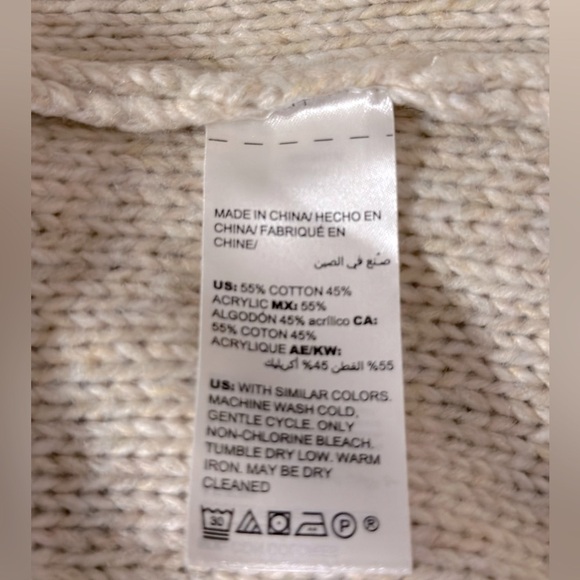 MADE IN CHINA/ HECHO EN
CHINA/ FABRIQUÉ EN
CHINE/
صنع في الصين
US: 55% COTTON 45%
ACRYLIC MX: 55%
ALGODÓN 45% acrílico CA:
55% COTON 45%
ACRYLIQUE AE/KW:
55% القطن 45% أكريليك
US: WITH SIMILAR COLORS.
MACHINE WASH COLD,
GENTLE CYCLE. ONLY
NON-CHLORINE BLEACH.
TUMBLE DRY LOW. WARM
IRON. MAY BE DRY
CLEANED
30 P ®